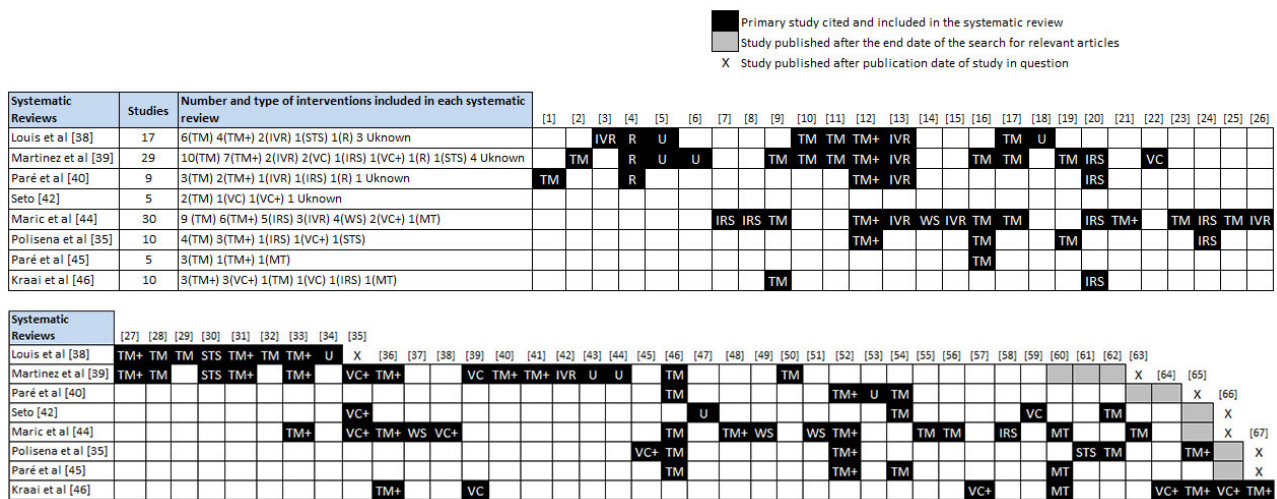 Primary study cited and included in the systematic review
Study published after the end date of the search for relevant articles
X Study published after publication date of study in question
Systematic Reviews Studies Number and type of interventions included in each systematic review [1] [2] [3] [4] [5] [6] [7] [8] [9] [10] [11] [12] [13] [14] [15] [16] [17] [18] [19] [20] [21] [22] [23] [24] [25] [26]
Louis et al [38] 17 6(TM) 4(TM+) 2(IVR) 1(STS) 1(R) 3 Uknown IVR R U TM TM TM+ IVR TM U
Martinez et al [39] 29 10(TM) 7(TM+) 2(IVR) 2(VC) 1(IRS) 1(VC+) 1(R) 1(STS) 4 Unknown TM R U U TM TM TM TM+ IVR TM TM TM IRS VC
Paré et al [40] 9 3(TM) 2(TM+) 1(IVR) 1(IRS) 1(R) 1 Unknown TM R TM+ IVR IRS
Seto [42] 5 2(TM) 1(VC) 1(VC+) 1 Unknown
Maric et al [44] 30 9 (TM) 6(TM+) 5(IRS) 3(IVR) 4(WS) 2(VC+) 1(MT) IRS IRS TM TM+ IVR WS IVR TM TM IRS TM+ TM IRS TM IVR
Polisena et al [35] 10 4(TM) 3(TM+) 1(IRS) 1(VC+) 1(STS) TM+ TM TM IRS
Paré et al [45] 5 3(TM) 1(TM+) 1(MT) TM
Kraai et al [46] 10 3(TM+) 3(VC+) 1(TM) 1(VC) 1(IRS) 1(MT) TM IRS
Systematic Reviews [27] [28] [29] [30] [31] [32] [33] [34] [35]
Louis et al [38] TM+ TM TM STS TM+ TM TM+ U X [36] [37] [38] [39] [40] [41] [42] [43] [44] [45] [46] [47] [48] [49] [50] [51] [52] [53] [54] [55] [56] [57] [58] [59] [60] [61] [62] [63]
Martinez et al [39] TM+ TM STS TM+ TM+ VC+ TM+ VC TM+ TM+ IVR U U TM TM X [64] [65]
Paré et al [40] TM TM+ U TM X [66]
Seto [42] VC+ U TM VC TM X
Maric et al [44] TM+ VC+ TM+ WS VC+ TM TM+ WS WS TM+ TM TM IRS MT TM X [67]
Polisena et al [35] VC+ TM TM+ STS TM TM+ X
Paré et al [45] TM TM+ TM MT X
Kraai et al [46] TM+ VC VC+ MT VC+ TM+ VC+ TM+